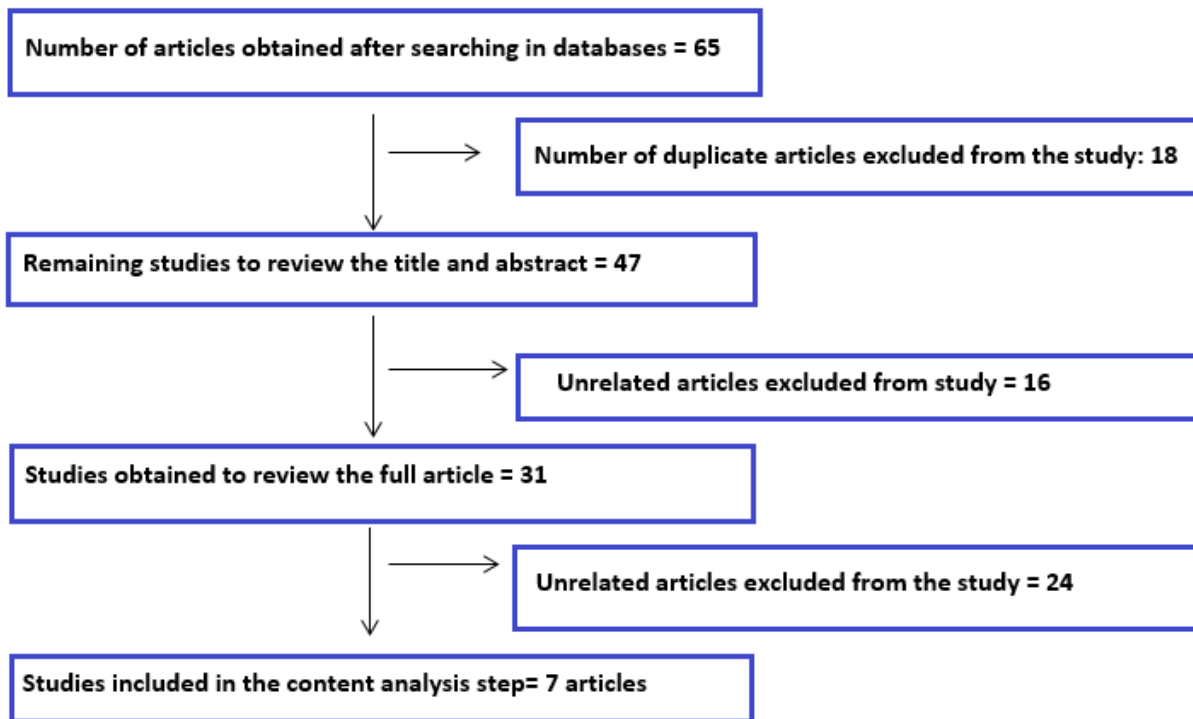 Number of articles obtained after searching in databases = 65
Number of duplicate articles excluded from the study: 18
Remaining studies to review the title and abstract = 47
Unrelated articles excluded from study = 16
Studies obtained to review the full article = 31
Unrelated articles excluded from the study = 24
Studies included in the content analysis step= 7 articles